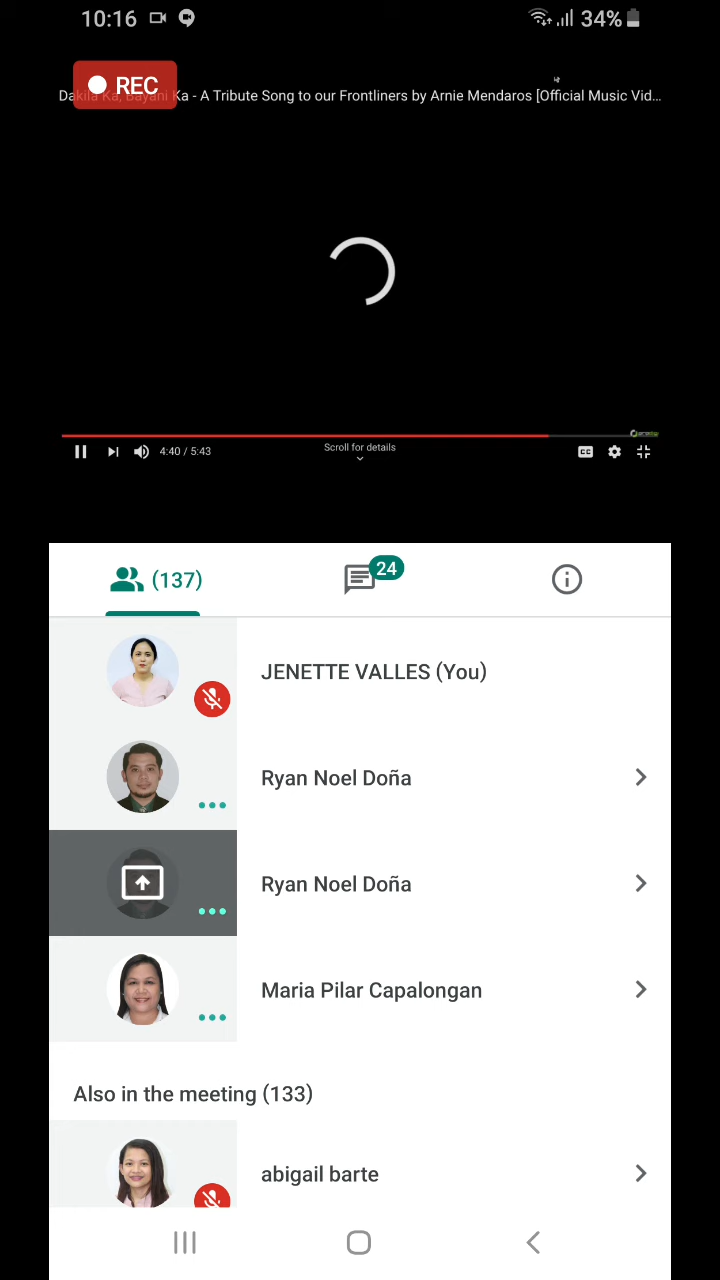 10:16
34%
REC
Dakila Ka, Bayani Ka - A Tribute Song to our Frontliners by Arnie Mendaros [Official Music Vid...
4:40 / 5:43
Scroll for details
CC
(137)
24
JENETTE VALLES (You)
Ryan Noel Doña
Ryan Noel Doña
Maria Pilar Capalongan
Also in the meeting (133)
abigail barte